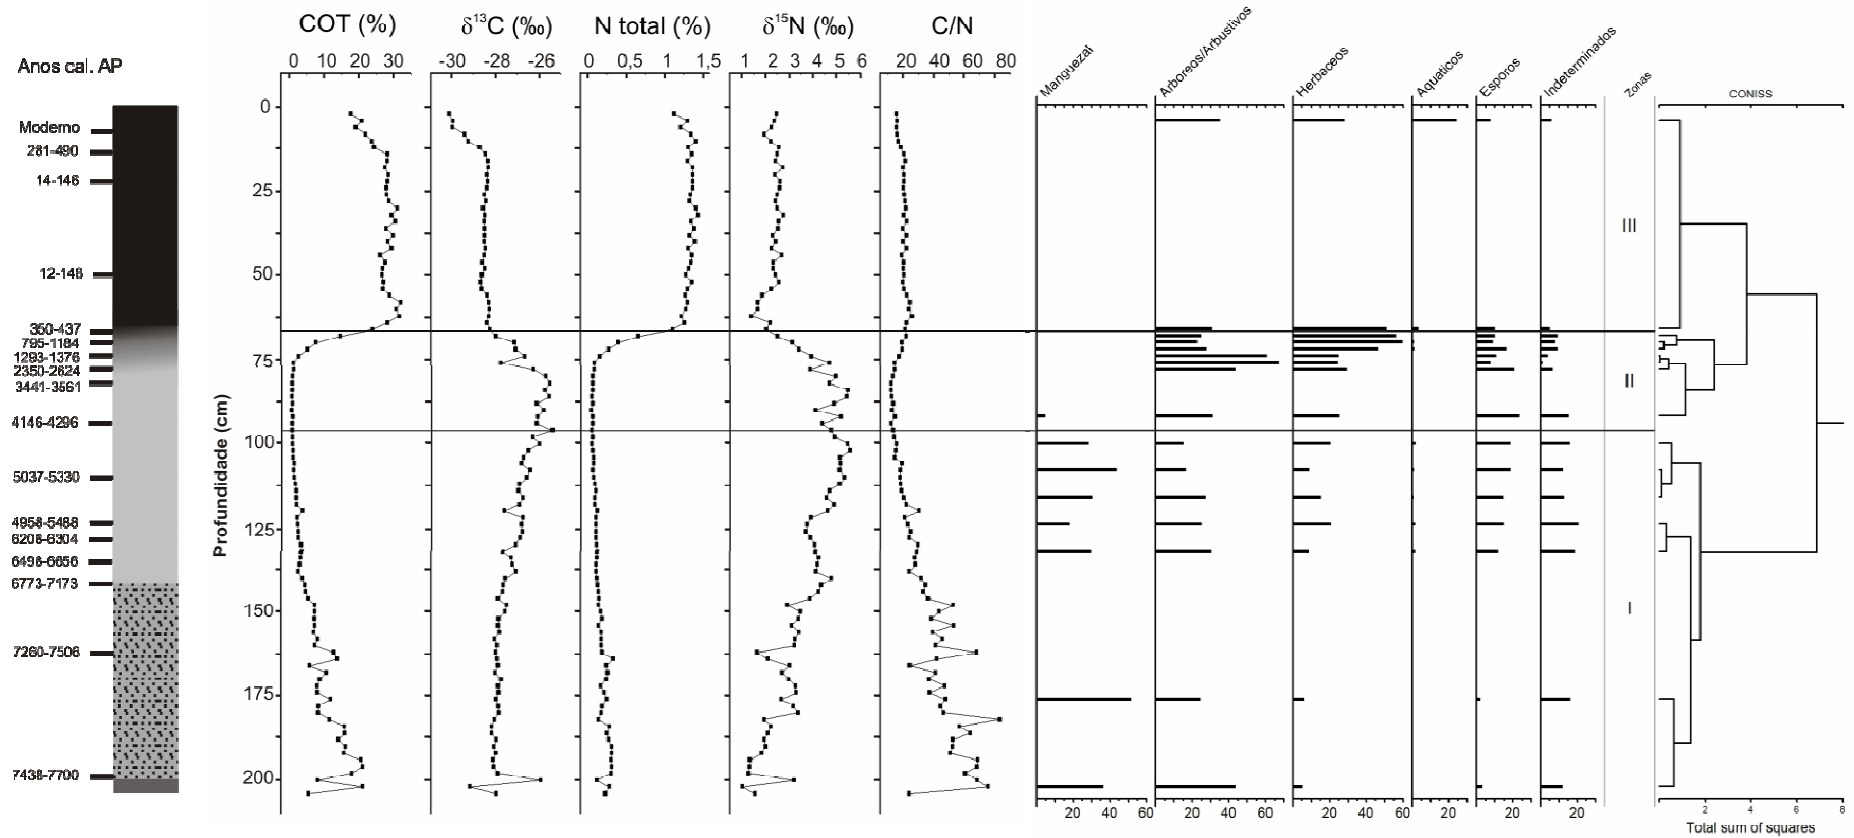 COT (%) δ¹³C (‰) N total (%) δ¹⁵N (‰) C/N
Manguezal Arboreos/Arbustivos Herbaceos Aquaticos Esporos Indeterminados Zonas CONISS
Anos cal. AP
0 10 20 30
-30 -28 -26
0 0,5 1 1,5
1 2 3 4 5 6
20 40 60 80
Profundidade (cm)
0
25
50
75
100
125
150
175
200
Moderno
281-490
14-146
12-148
350-437
795-1184
1293-1376
2350-2624
3441-3561
4146-4296
5037-5330
4958-5468
6206-6304
6496-6656
6773-7173
7260-7506
7438-7700
III
II
I
20 40 60
20 40 60
20 40 60
20
20
20
2 4 6 8
Total sum of squares